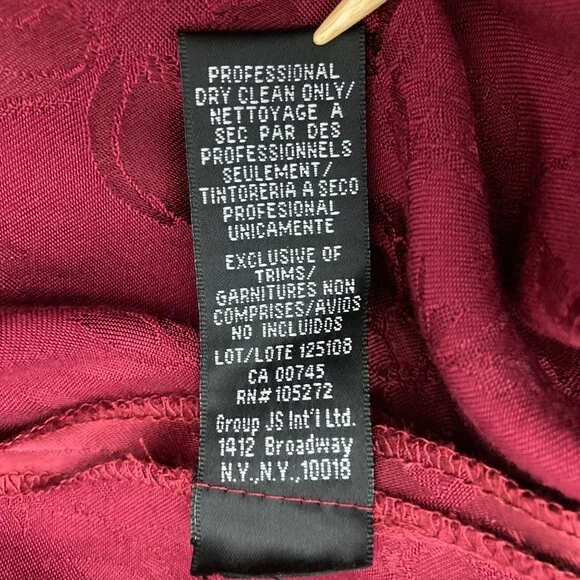 PROFESSIONAL
DRY CLEAN ONLY/
NETTOYAGE A
SEC PAR DES
PROFESSIONNELS
SEULEMENT/
TINTORERIA A SECO
PROFESIONAL
UNICAMENTE
EXCLUSIVE OF
TRIMS/
GARNITURES NON
COMPRISES/AVIOS
NO INCLUIDOS
LOT/LOTE 125108
CA 00745
RN# 105272
Group JS Int'l Ltd.
1412 Broadway
N.Y.,N.Y.,10018